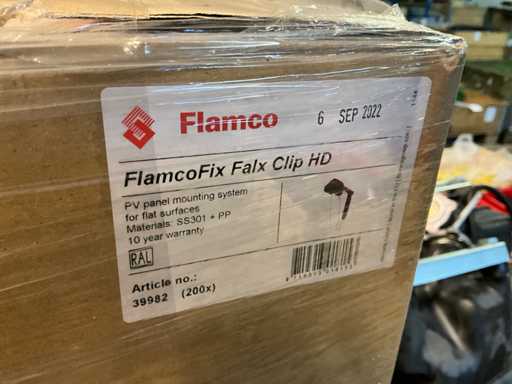 Flamco
6 SEP 2022
FlamcoFix Falx Clip HD
PV panel mounting system
for flat surfaces
Materials: SS301 + PP
10 year warranty
RAL
Article no.:
39982 (200x)